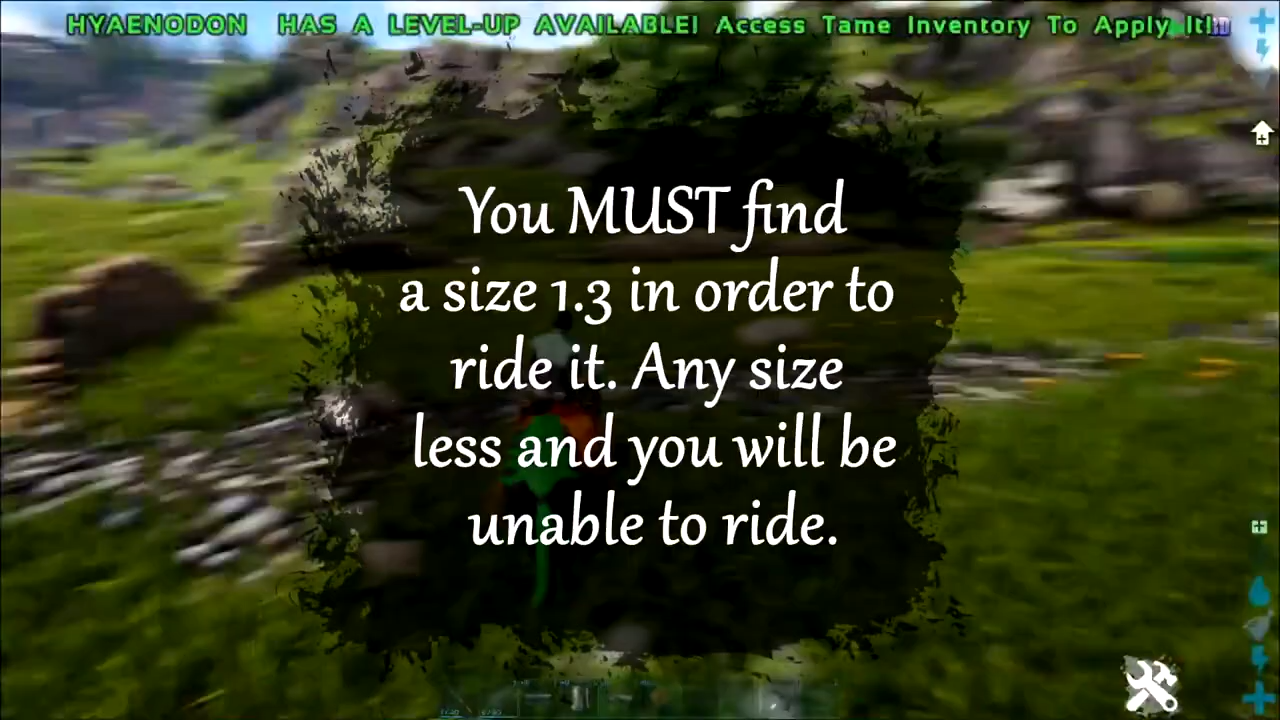 HYAENODON HAS A LEVEL-UP AVAILABLE! Access Tame Inventory To Apply It!
You MUST find
a size 1.3 in order to
ride it. Any size
less and you will be
unable to ride.